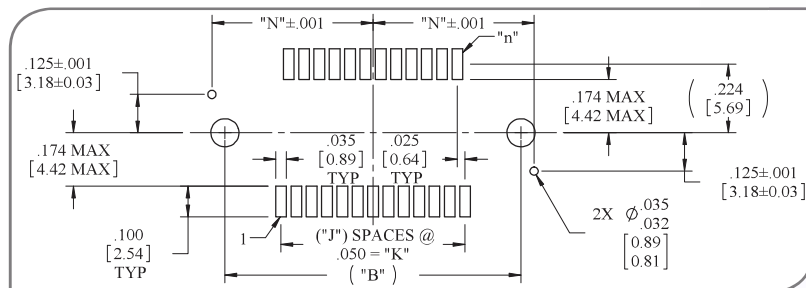 "N"±.001
"N"±.001
"n"
.125±.001
[3.18±0.03]
.174 MAX
[4.42 MAX]
( .224 )
[5.69]
.174 MAX
[4.42 MAX]
.035
[0.89]
TYP
.025
[0.64]
TYP
.125±.001
[3.18±0.03]
.100
[2.54]
TYP
1
("J") SPACES @
.050 = "K"
( "B" )
2X Ø .035
.032
[0.89]
[0.81]